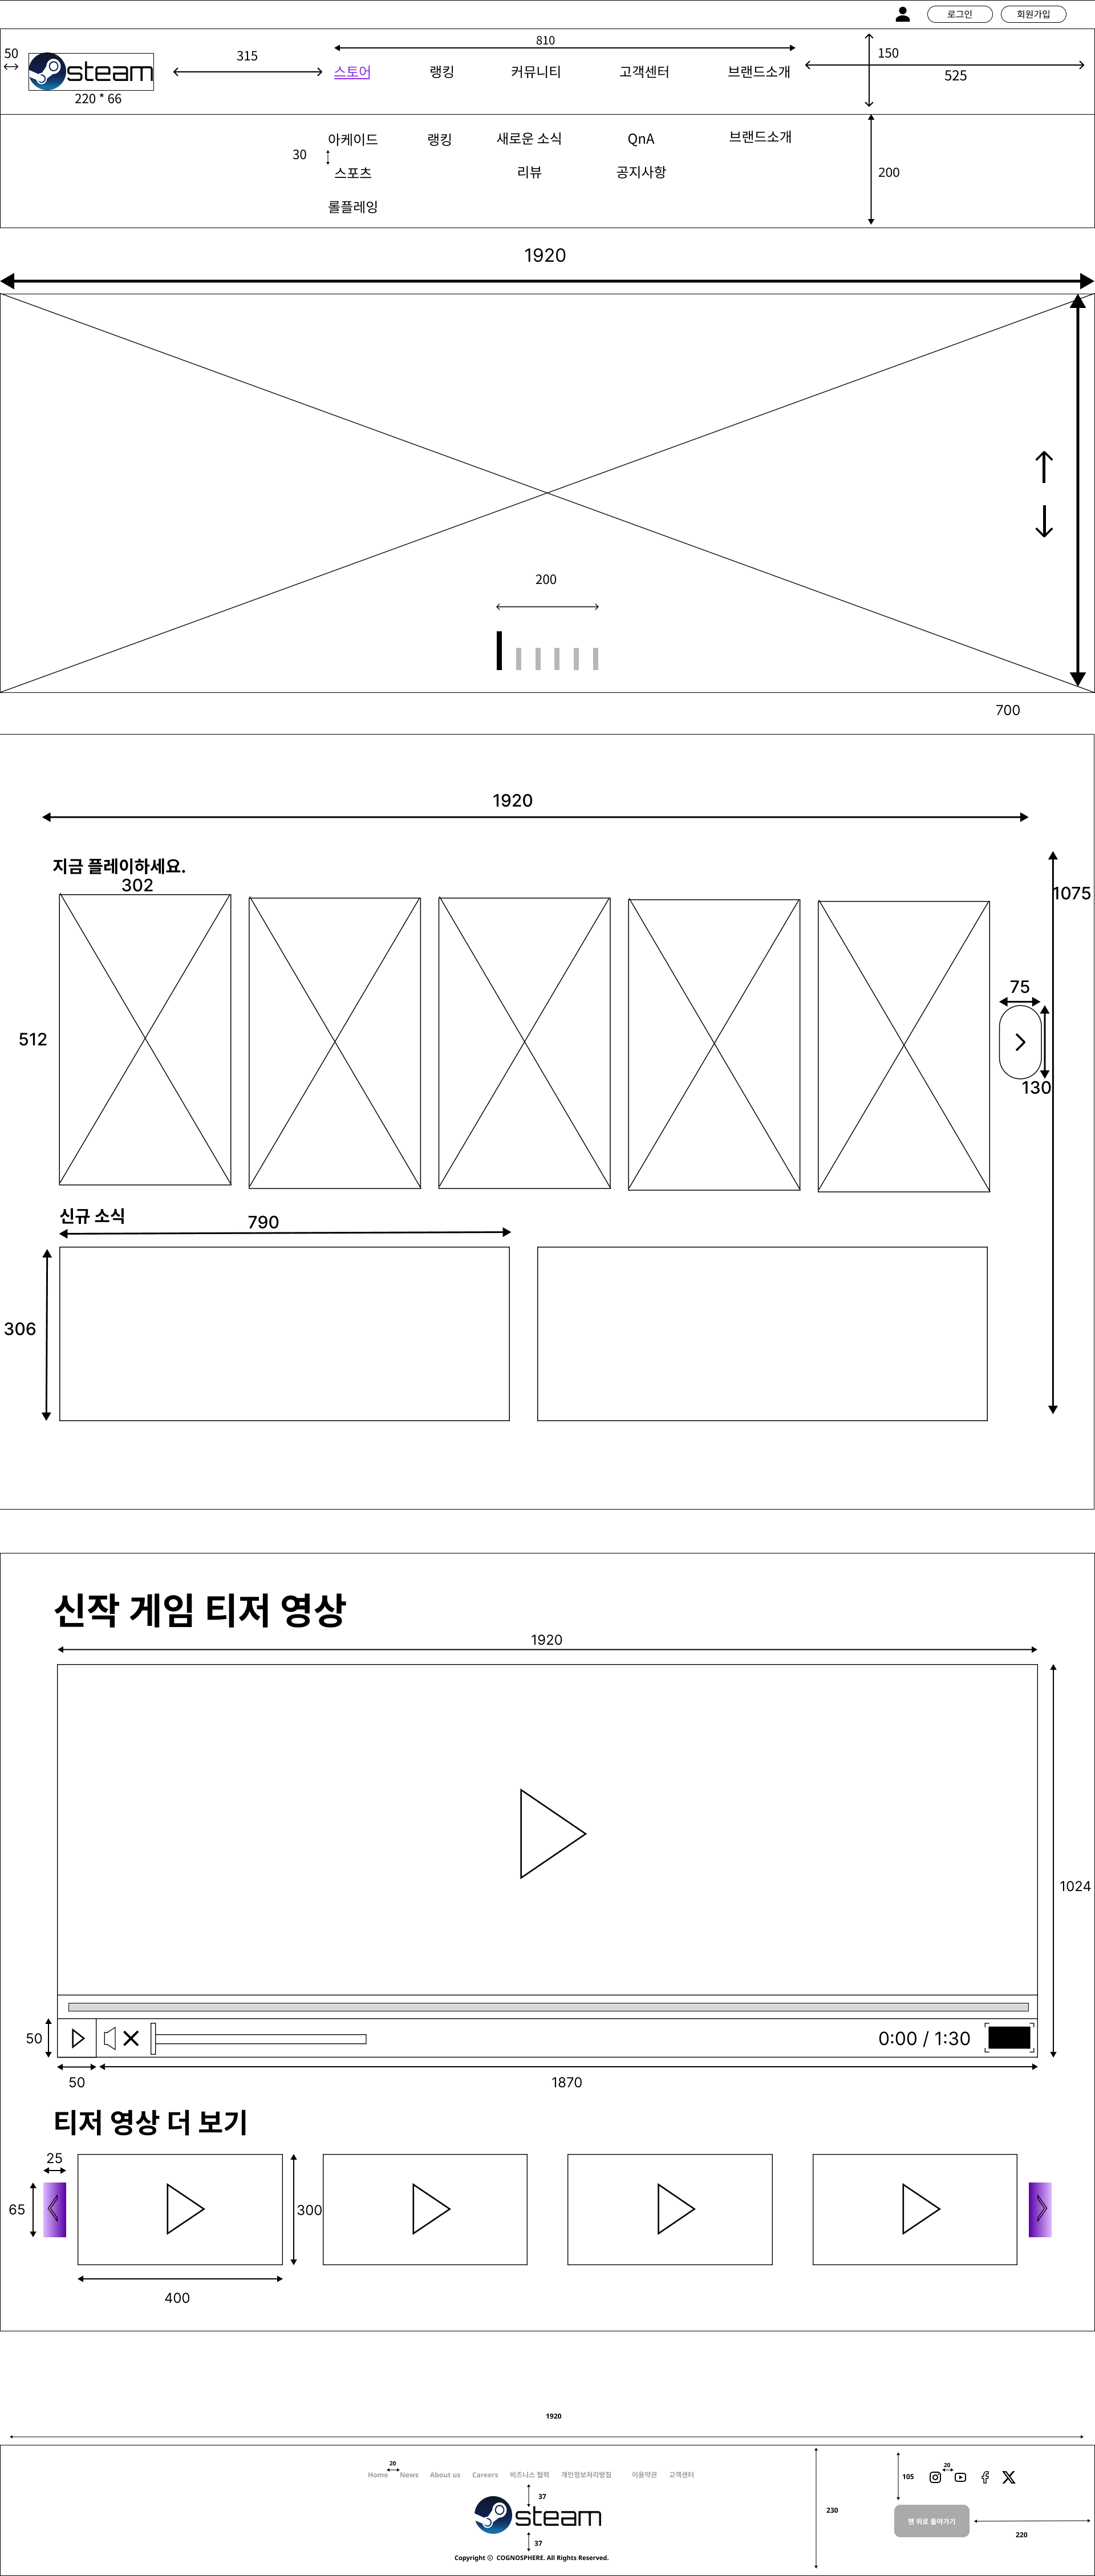 로그인 회원가입
50
steam
220 * 66
315
810
스토어 랭킹 커뮤니티 고객센터 브랜드소개
150
525
아케이드 랭킹 새로운 소식 QnA 브랜드소개
30
스포츠 리뷰 공지사항
롤플레잉
200
1920
200
700
1920
지금 플레이하세요.
302
1075
512
75
130
신규 소식
790
306
신작 게임 티저 영상
1920
1024
50
0:00 / 1:30
50
1870
티저 영상 더 보기
25
65
300
400
1920
20
Home News About us Careers 비즈니스 협력 개인정보처리방침 이용약관 고객센터
37
steam
37
Copyright © COGNOSPHERE. All Rights Reserved.
230
105
20
맨 위로 돌아가기
220